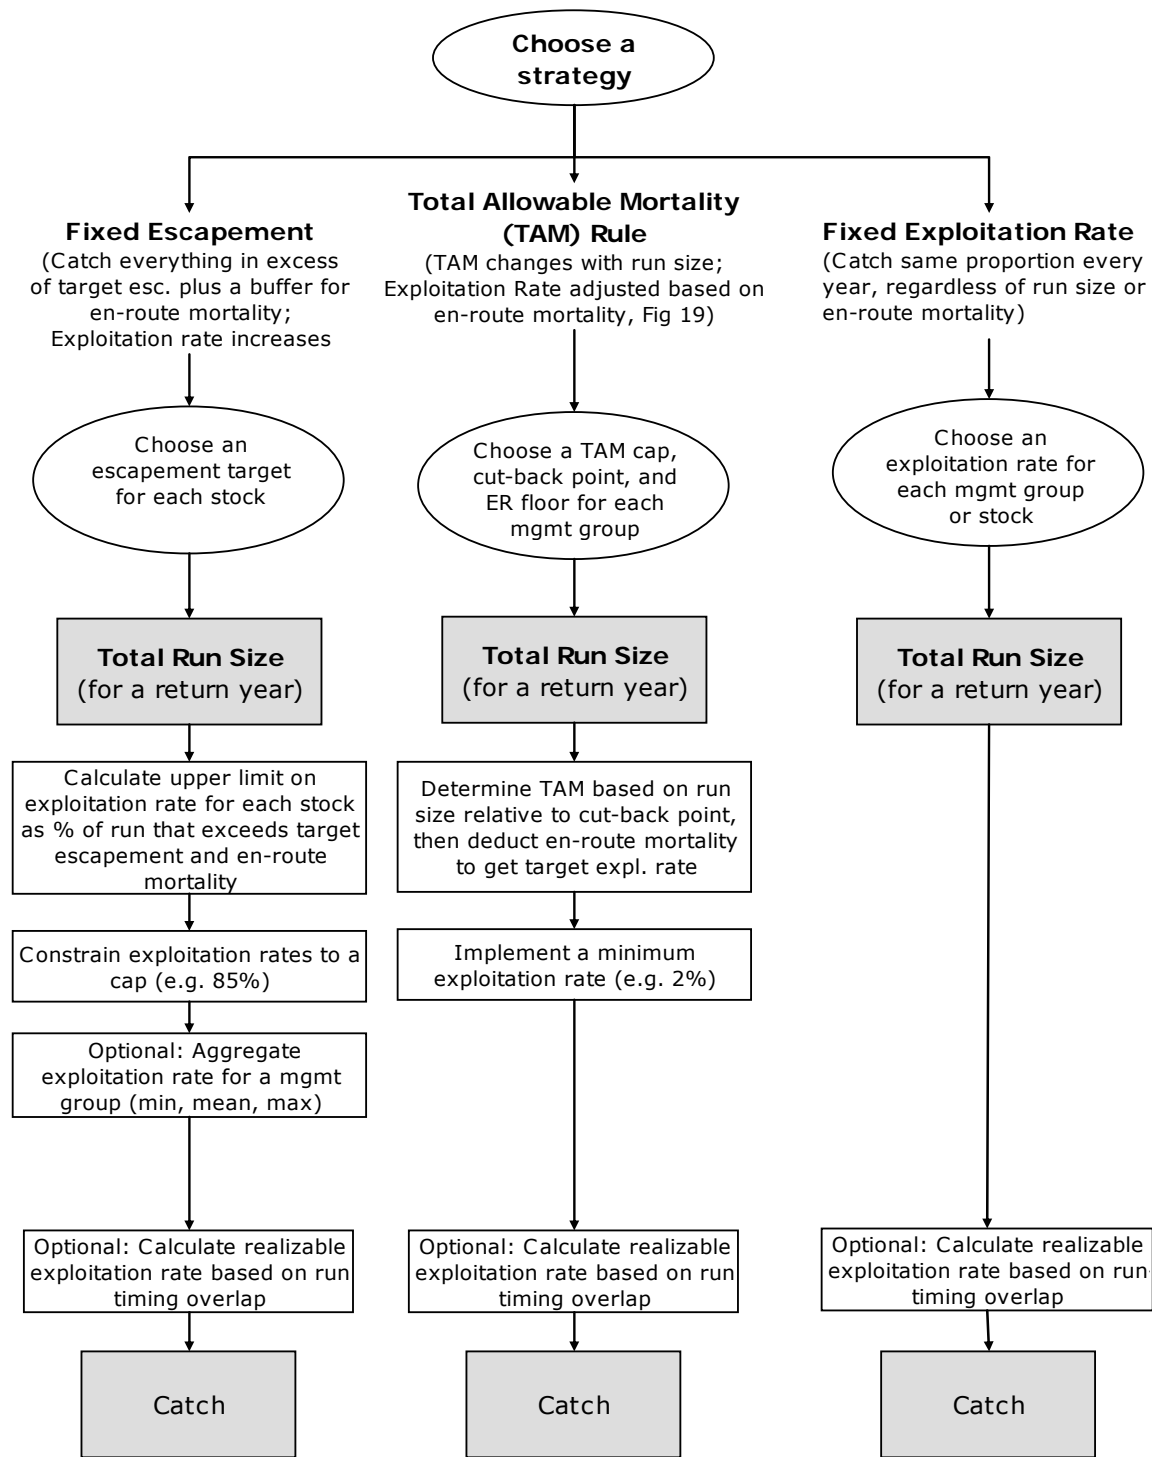 Choose a
strategy
Fixed Escapement
(Catch everything in excess
of target esc. plus a buffer for
en-route mortality;
Exploitation rate increases
Total Allowable Mortality
(TAM) Rule
(TAM changes with run size;
Exploitation Rate adjusted based on
en-route mortality, Fig 19)
Fixed Exploitation Rate
(Catch same proportion every
year, regardless of run size or
en-route mortality)
Choose an
escapement target
for each stock
Choose a TAM cap,
cut-back point, and
ER floor for each
mgmt group
Choose an
exploitation rate for
each mgmt group
or stock
Total Run Size
(for a return year)
Total Run Size
(for a return year)
Total Run Size
(for a return year)
Calculate upper limit on
exploitation rate for each stock
as % of run that exceeds target
escapement and en-route
mortality
Determine TAM based on run
size relative to cut-back point,
then deduct en-route mortality
to get target expl. rate
Constrain exploitation rates to a
cap (e.g. 85%)
Implement a minimum
exploitation rate (e.g. 2%)
Optional: Aggregate
exploitation rate for a mgmt
group (min, mean, max)
Optional: Calculate realizable
exploitation rate based on run
timing overlap
Optional: Calculate realizable
exploitation rate based on run
timing overlap
Optional: Calculate realizable
exploitation rate based on run-
timing overlap
Catch
Catch
Catch